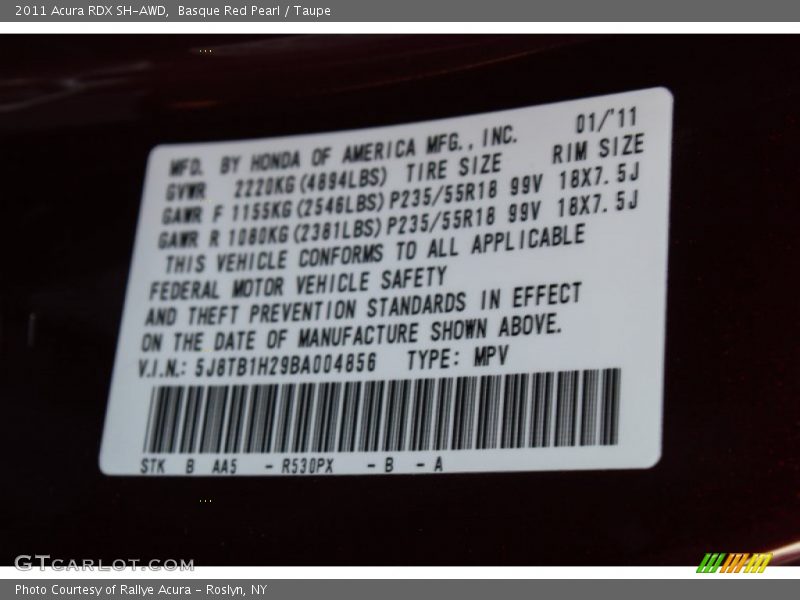 2011 Acura RDX SH-AWD, Basque Red Pearl / Taupe
01/'11
MFD. BY HONDA OF AMERICA MFG., INC.
RIM SIZE
GVWR 2220KG(4894LBS) TIRE SIZE
GAWR F 1155KG(2546LBS) P235/55R18 99V 18X7.5J
GAWR R 1080KG(2381LBS) P235/55R18 99V 18X7.5J
THIS VEHICLE CONFORMS TO ALL APPLICABLE
FEDERAL MOTOR VEHICLE SAFETY
AND THEFT PREVENTION STANDARDS IN EFFECT
ON THE DATE OF MANUFACTURE SHOWN ABOVE.
V.I.N.: 5J8TB1H29BA004856 TYPE: MPV
STK B AA5 - R530PX - B - A
GTCARLOT.COM
Photo Courtesy of Rallye Acura - Roslyn, NY